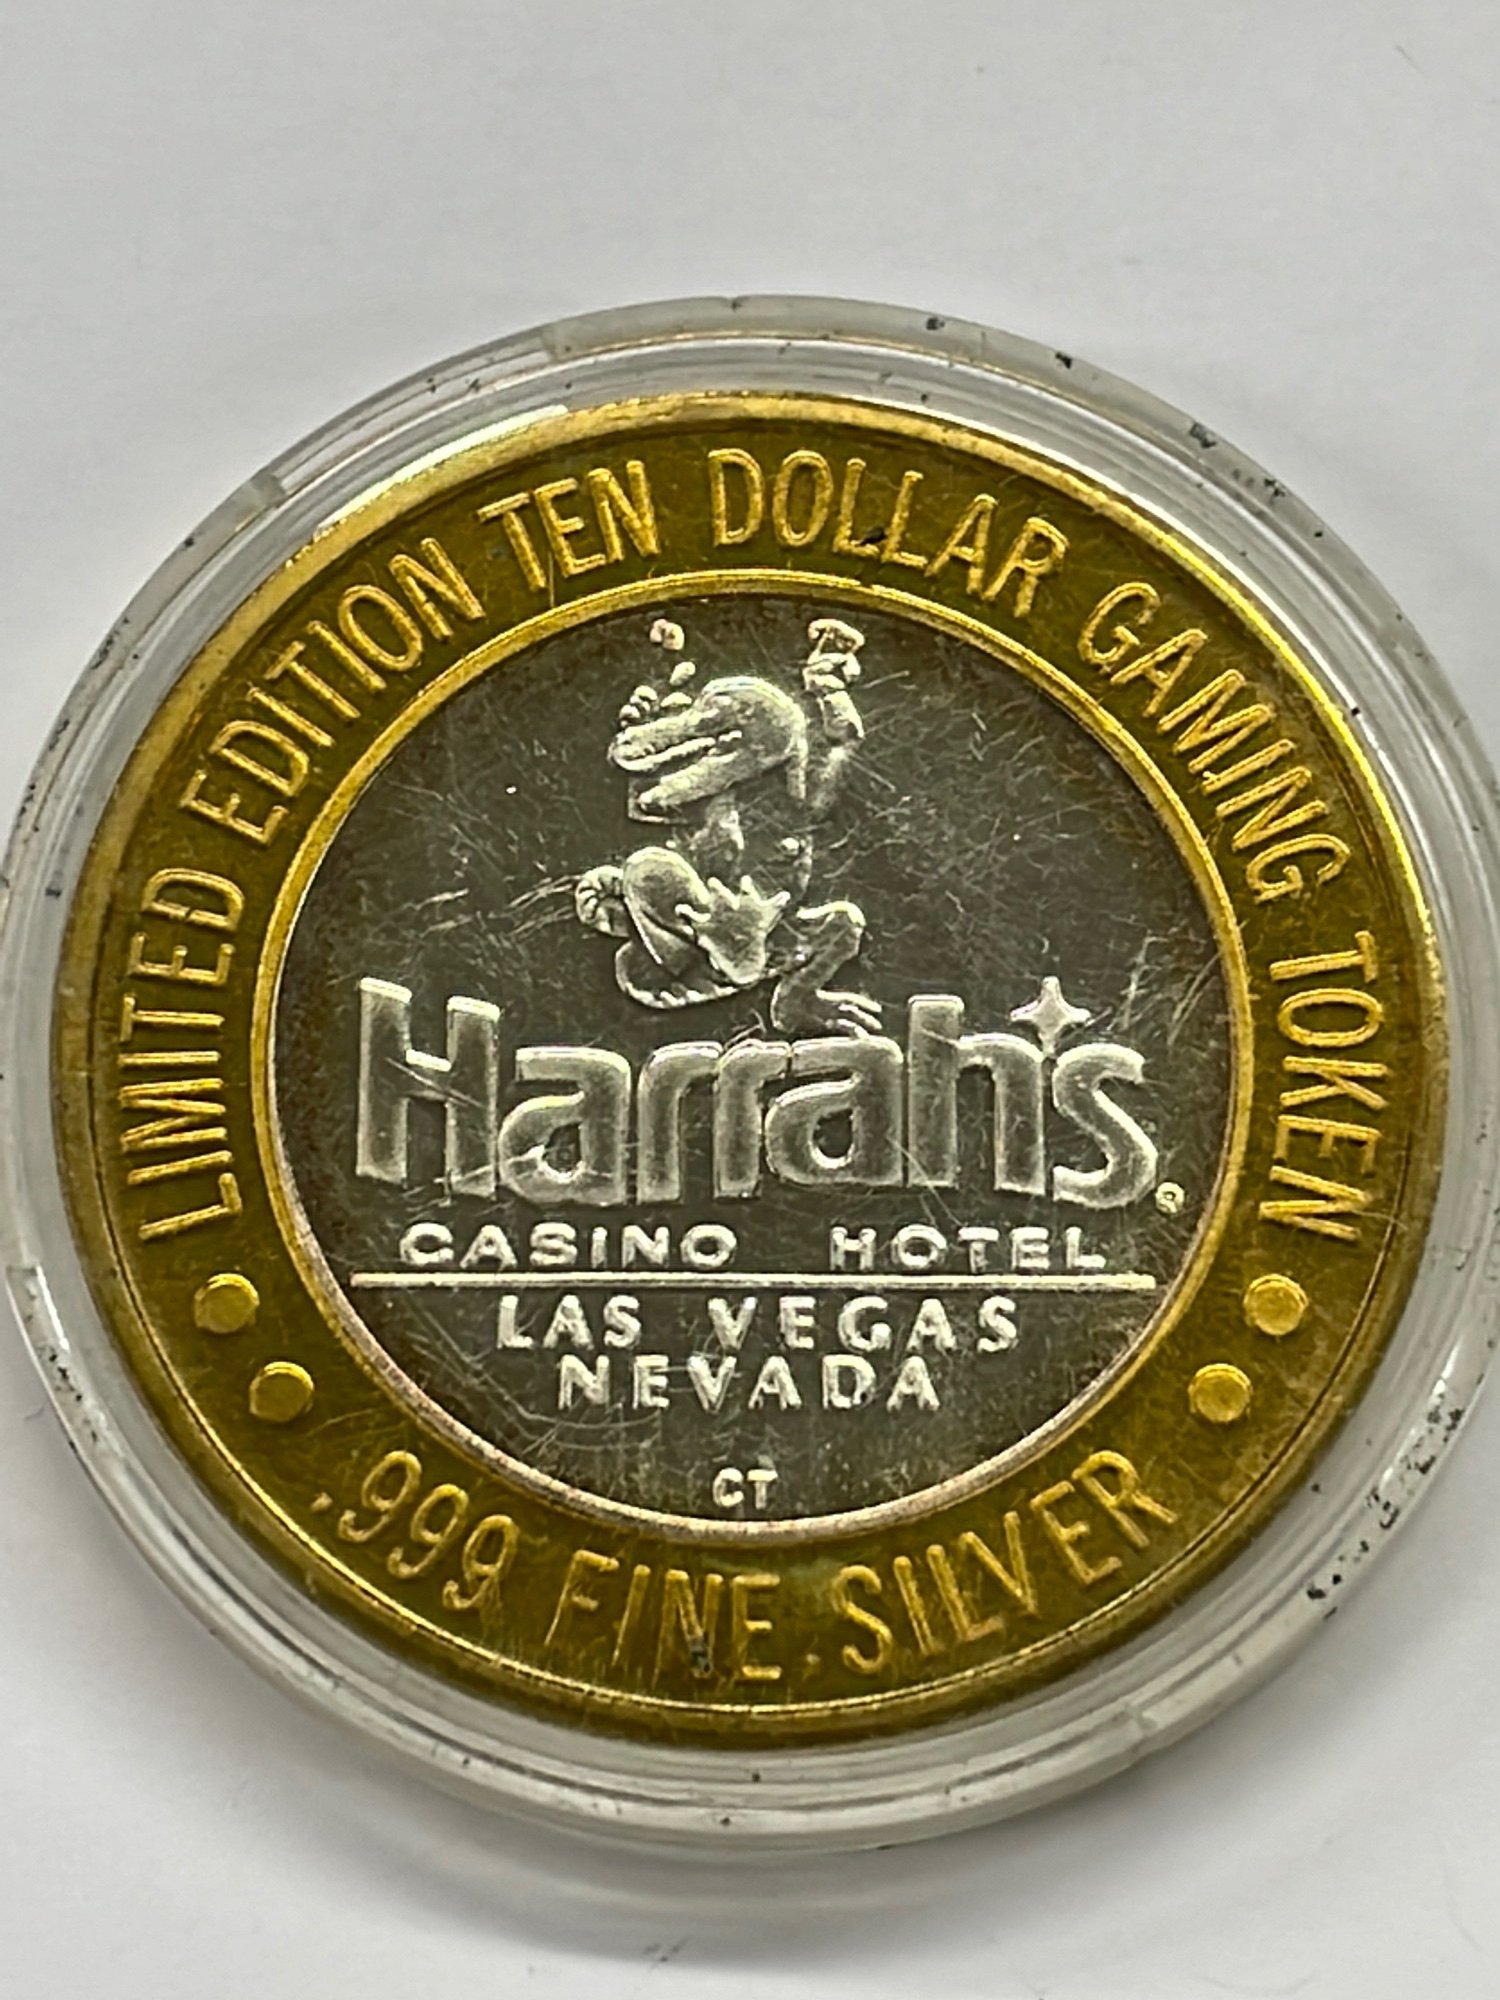 LIMITED EDITION TEN DOLLAR GAMING TOKEN
Harrah's®
CASINO HOTEL
LAS VEGAS
NEVADA
CT
.999 FINE SILVER